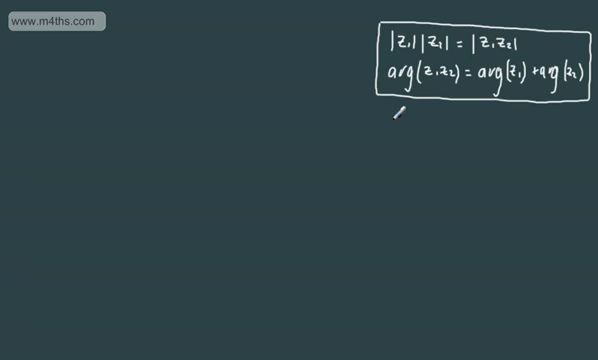 www.m4ths.com
|z₁| |z₂| = |z₁z₂|
arg(z₁z₂) = arg(z₁) + arg(z₂)